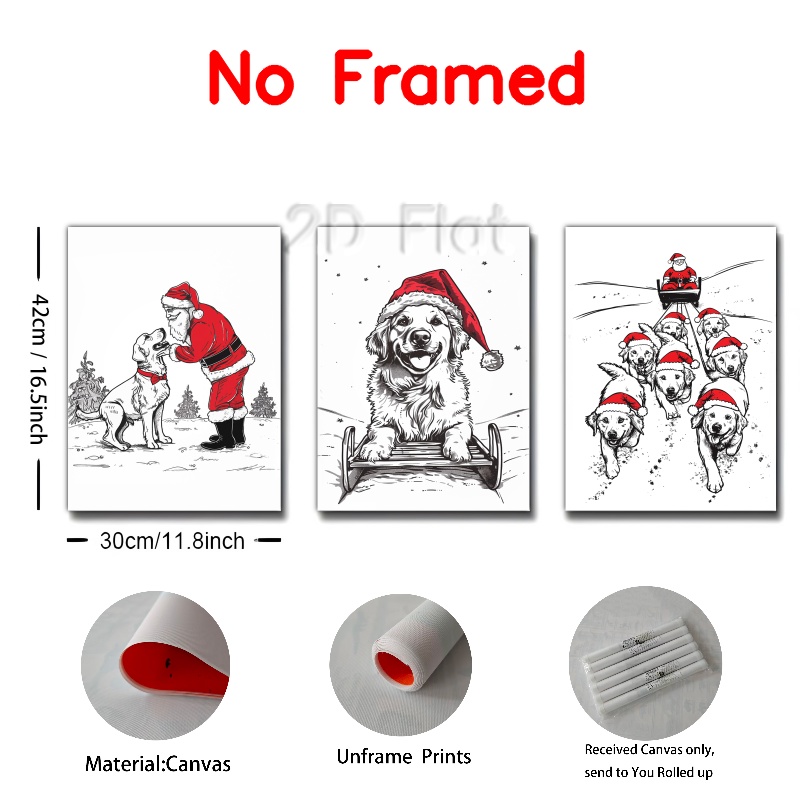 No Framed
2D Flat
42cm / 16.5inch
30cm/11.8inch
Material:Canvas
Unframe Prints
Received Canvas only,
send to You Rolled up